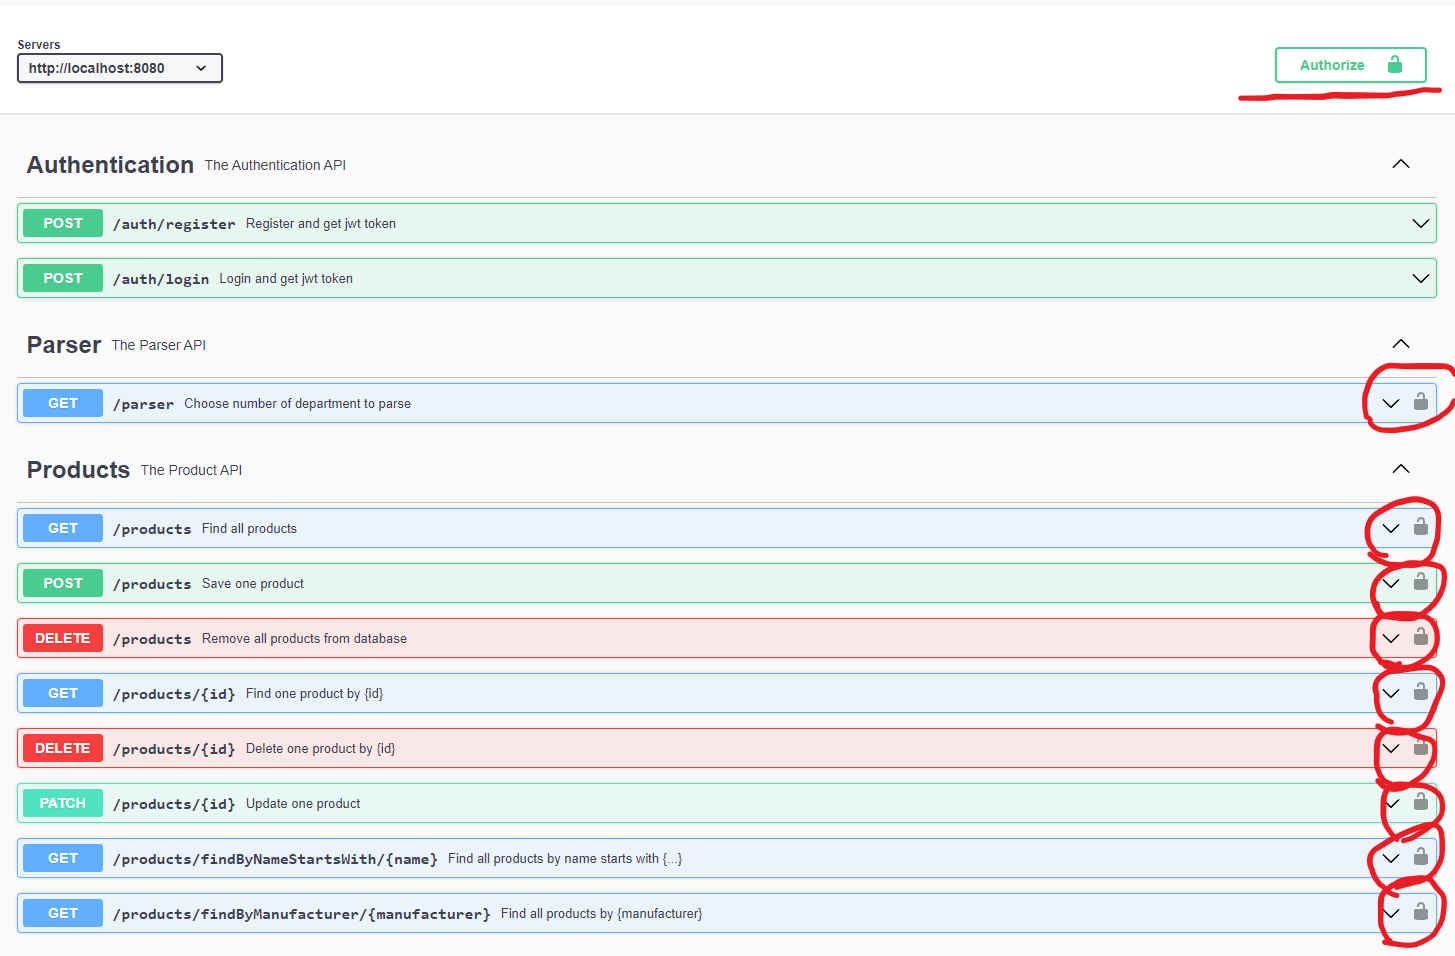 Servers
http://localhost:8080
Authorize
Authentication The Authentication API
POST /auth/register Register and get jwt token
POST /auth/login Login and get jwt token
Parser The Parser API
GET /parser Choose number of department to parse
Products The Product API
GET /products Find all products
POST /products Save one product
DELETE /products Remove all products from database
GET /products/{id} Find one product by {id}
DELETE /products/{id} Delete one product by {id}
PATCH /products/{id} Update one product
GET /products/findByNameStartsWith/{name} Find all products by name starts with {...}
GET /products/findByManufacturer/{manufacturer} Find all products by {manufacturer}